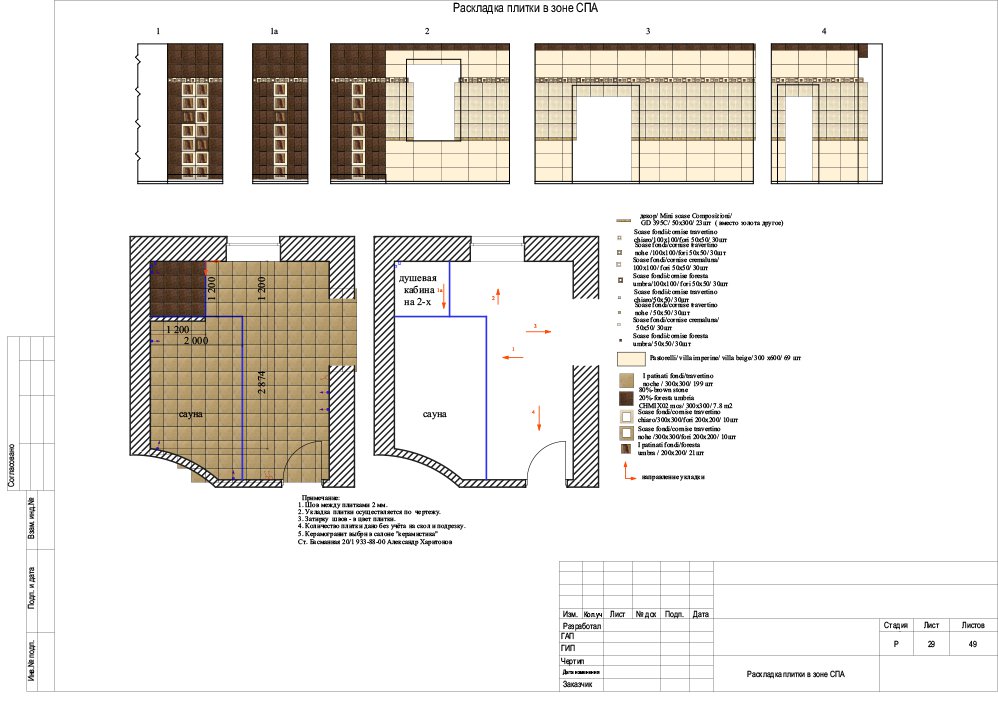 Раскладка плитки в зоне СПА
1
1а
2
3
4
декор/ Mini soase Composizioni/
GD 395C/ 50x300/ 23шт ( вместо золота другое)
Soase fondi/cornise travertino
chiaro/100x100/fori 50x50/ 30шт
Soase fondi/cornise travertino
nohe /100x100/fori 50x50/ 30шт
Soase fondi/cornise cremaluna/
100x100/ fori 50x50/ 30шт
Soase fondi/cornise foresta
umbra/100x100/ fori 50x50/ 30шт
Soase fondi/cornise travertino
chiaro/50x50/ 30шт
Soase fondi/cornise travertino
nohe / 50x50/ 30шт
Soase fondi/cornise cremaluna/
50x50/ 30шт
Soase fondi/cornise foresta
umbra/ 50x50/ 30шт
Pastorelli/ villa imperine/ villa beige/ 300 x600/ 69 шт
I patinati fondi/travertino
noche / 300x300/ 199 шт
80%-brown stone
20%-foresta umbria
CHMIX02 mos/ 300x300/ 7.8 m2
Soase fondi/cornise travertino
chiaro/300x300/fori 200x200/ 10шт
Soase fondi/cornise travertino
nohe /300x300/fori 200x200/ 10шт
I patinati fondi/foresta
umbra / 200x200/ 21шт
направление укладки
1 200
1 200
1 200
2 000
2 874
сауна
душевая
кабина
на 2-х
1а
2
3
1
4
сауна
Примечание:
1. Шов между плитками 2 мм.
2. Укладка плитки осуществляется по чертежу.
3. Затирку швов - в цвет плитки.
4. Количество плитки дано без учёта на скол и подрезку.
5. Керамогранит выбрн в салоне "керамистика"
Ст. Басманная 20/1 933-88-00 Александр Харитонов
Согласовано
Взам. инд.№
Подп. и дата
Инв.№ подл.
Изм. Кол.уч Лист № док Подп. Дата
Разработал
ГАП
ГИП
Чертил
Дата изменения
Заказчик
Стадия Лист Листов
Р 29 49
Раскладка плитки в зоне СПА